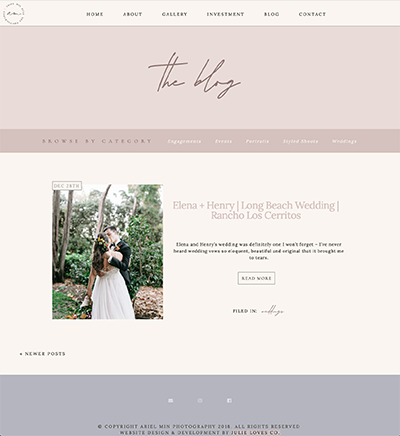 HOME ABOUT GALLERY INVESTMENT BLOG CONTACT
the blog
BROWSE BY CATEGORY Engagements Events Portraits Styled Shoots Weddings
DEC 28TH
Elena + Henry | Long Beach Wedding |
Rancho Los Cerritos
Elena and Henry's wedding was definitely one I won't forget – I've never
heard wedding vows so eloquent, beautiful and original that it brought me
to tears.
READ MORE
FILED IN: weddings
« NEWER POSTS
© COPYRIGHT ARIEL MIN PHOTOGRAPHY 2018. ALL RIGHTS RESERVED
WEBSITE DESIGN & DEVELOPMENT BY JULIE LOVES CO.